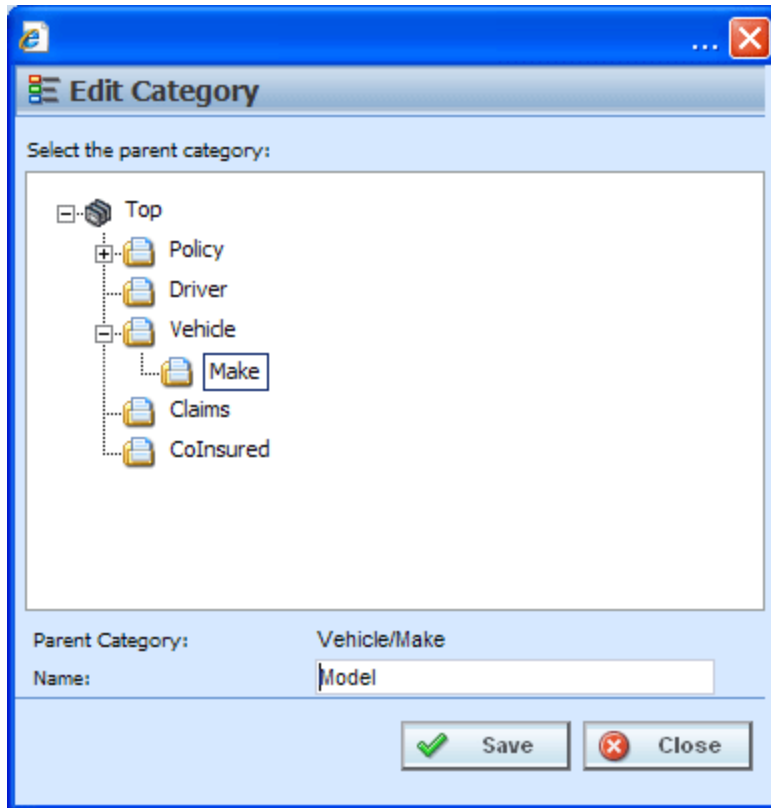 ...
Edit Category
Select the parent category:
Top
Policy
Driver
Vehicle
Make
Claims
CoInsured
Parent Category: Vehicle/Make
Name: Model
Save Close